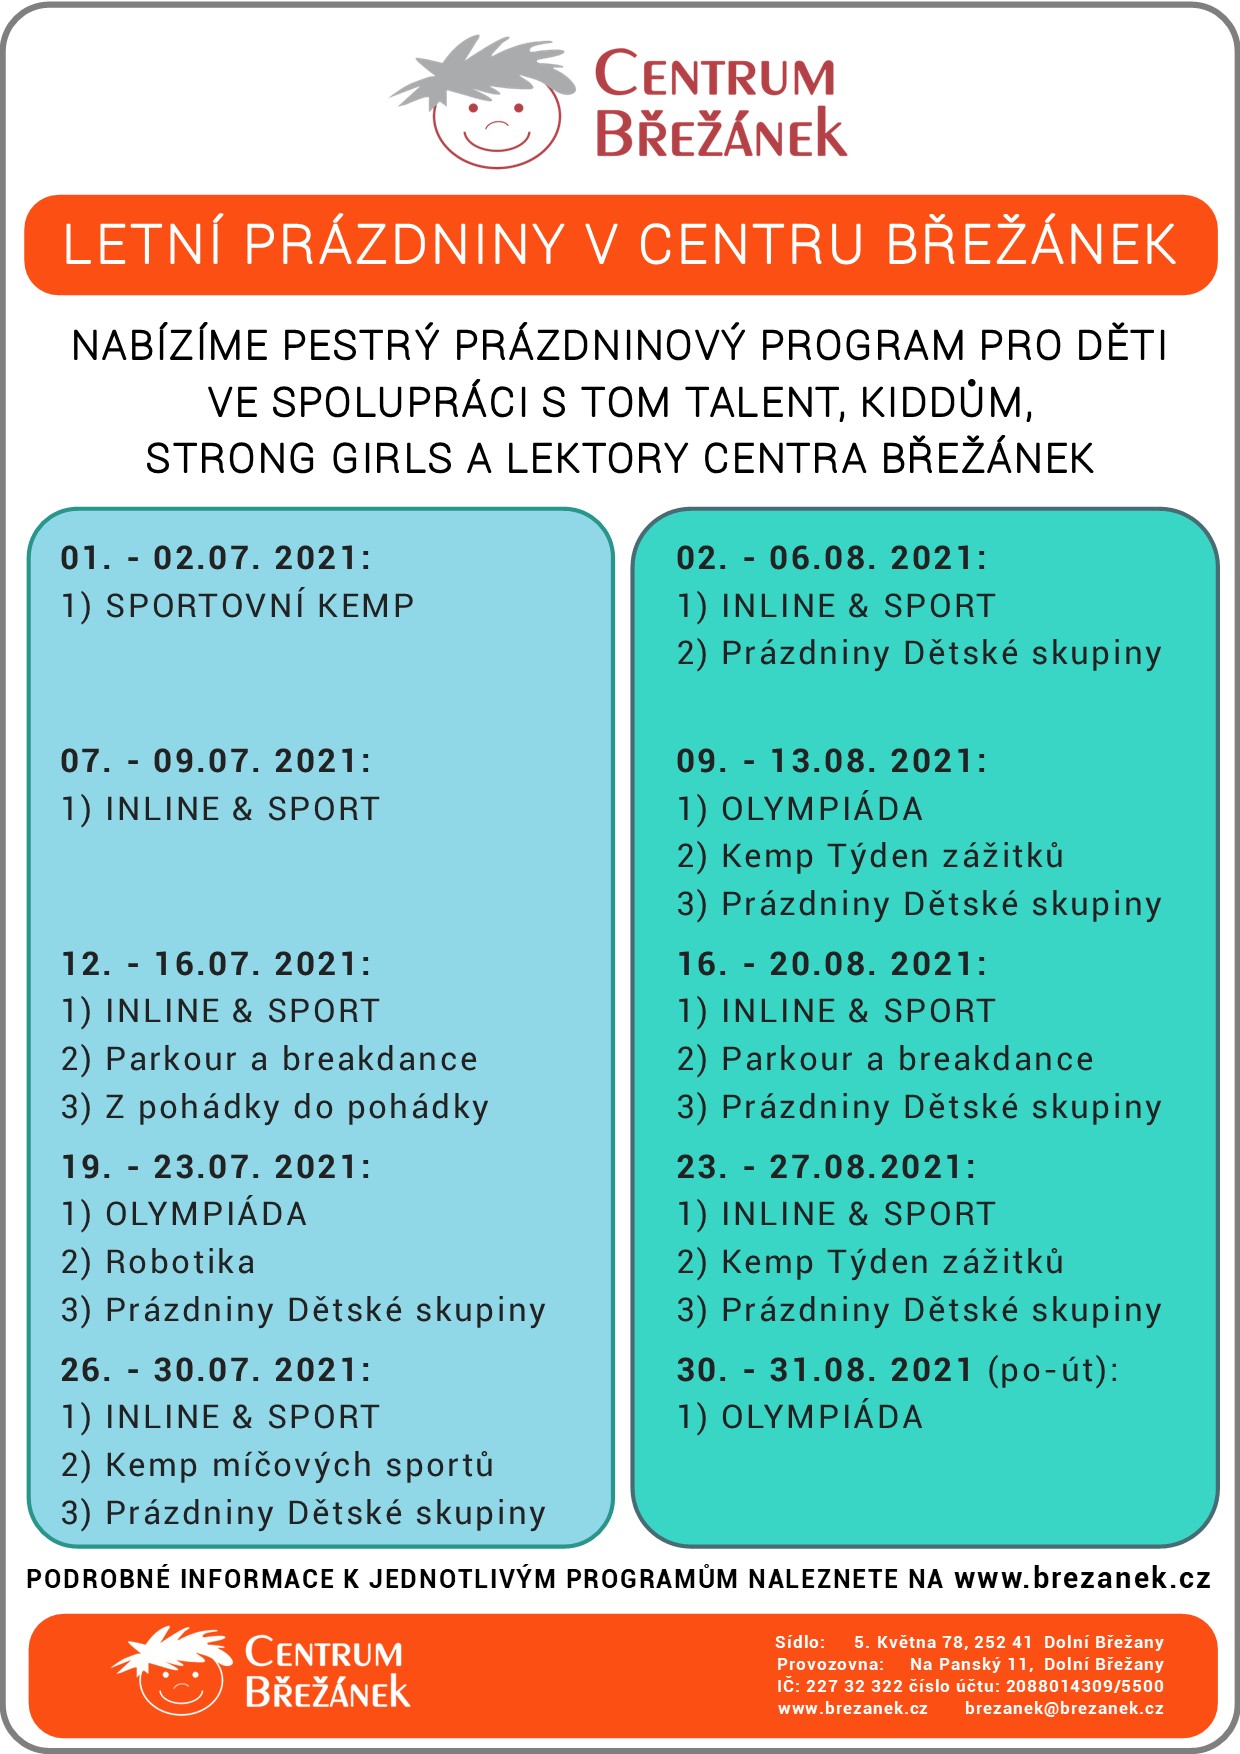 CENTRUM
BŘEŽÁNEK
LETNÍ PRÁZDNINY V CENTRU BŘEŽÁNEK
NABÍZÍME PESTRÝ PRÁZDNINOVÝ PROGRAM PRO DĚTI
VE SPOLUPRÁCI S TOM TALENT, KIDDŮM,
STRONG GIRLS A LEKTORY CENTRA BŘEŽÁNEK
01. - 02.07. 2021:
1) SPORTOVNÍ KEMP
07. - 09.07. 2021:
1) INLINE & SPORT
12. - 16.07. 2021:
1) INLINE & SPORT
2) Parkour a breakdance
3) Z pohádky do pohádky
19. - 23.07. 2021:
1) OLYMPIÁDA
2) Robotika
3) Prázdniny Dětské skupiny
26. - 30.07. 2021:
1) INLINE & SPORT
2) Kemp míčových sportů
3) Prázdniny Dětské skupiny
02. - 06.08. 2021:
1) INLINE & SPORT
2) Prázdniny Dětské skupiny
09. - 13.08. 2021:
1) OLYMPIÁDA
2) Kemp Týden zážitků
3) Prázdniny Dětské skupiny
16. - 20.08. 2021:
1) INLINE & SPORT
2) Parkour a breakdance
3) Prázdniny Dětské skupiny
23. - 27.08.2021:
1) INLINE & SPORT
2) Kemp Týden zážitků
3) Prázdniny Dětské skupiny
30. - 31.08. 2021 (po-út):
1) OLYMPIÁDA
PODROBNÉ INFORMACE K JEDNOTLIVÝM PROGRAMŮM NALEZNETE NA www.brezanek.cz
CENTRUM
BŘEŽÁNEK
Sídlo: 5. Května 78, 252 41 Dolní Břežany
Provozovna: Na Panský 11, Dolní Břežany
IČ: 227 32 322 číslo účtu: 2088014309/5500
www.brezanek.cz brezanek@brezanek.cz